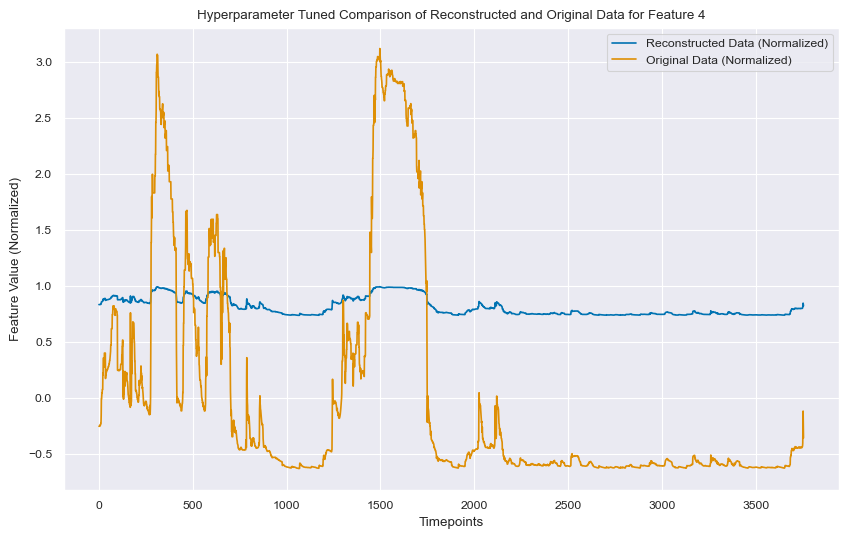 Hyperparameter Tuned Comparison of Reconstructed and Original Data for Feature 4
Reconstructed Data (Normalized)
Original Data (Normalized)
Feature Value (Normalized)
3.0
2.5
2.0
1.5
1.0
0.5
0.0
−0.5
0 500 1000 1500 2000 2500 3000 3500
Timepoints